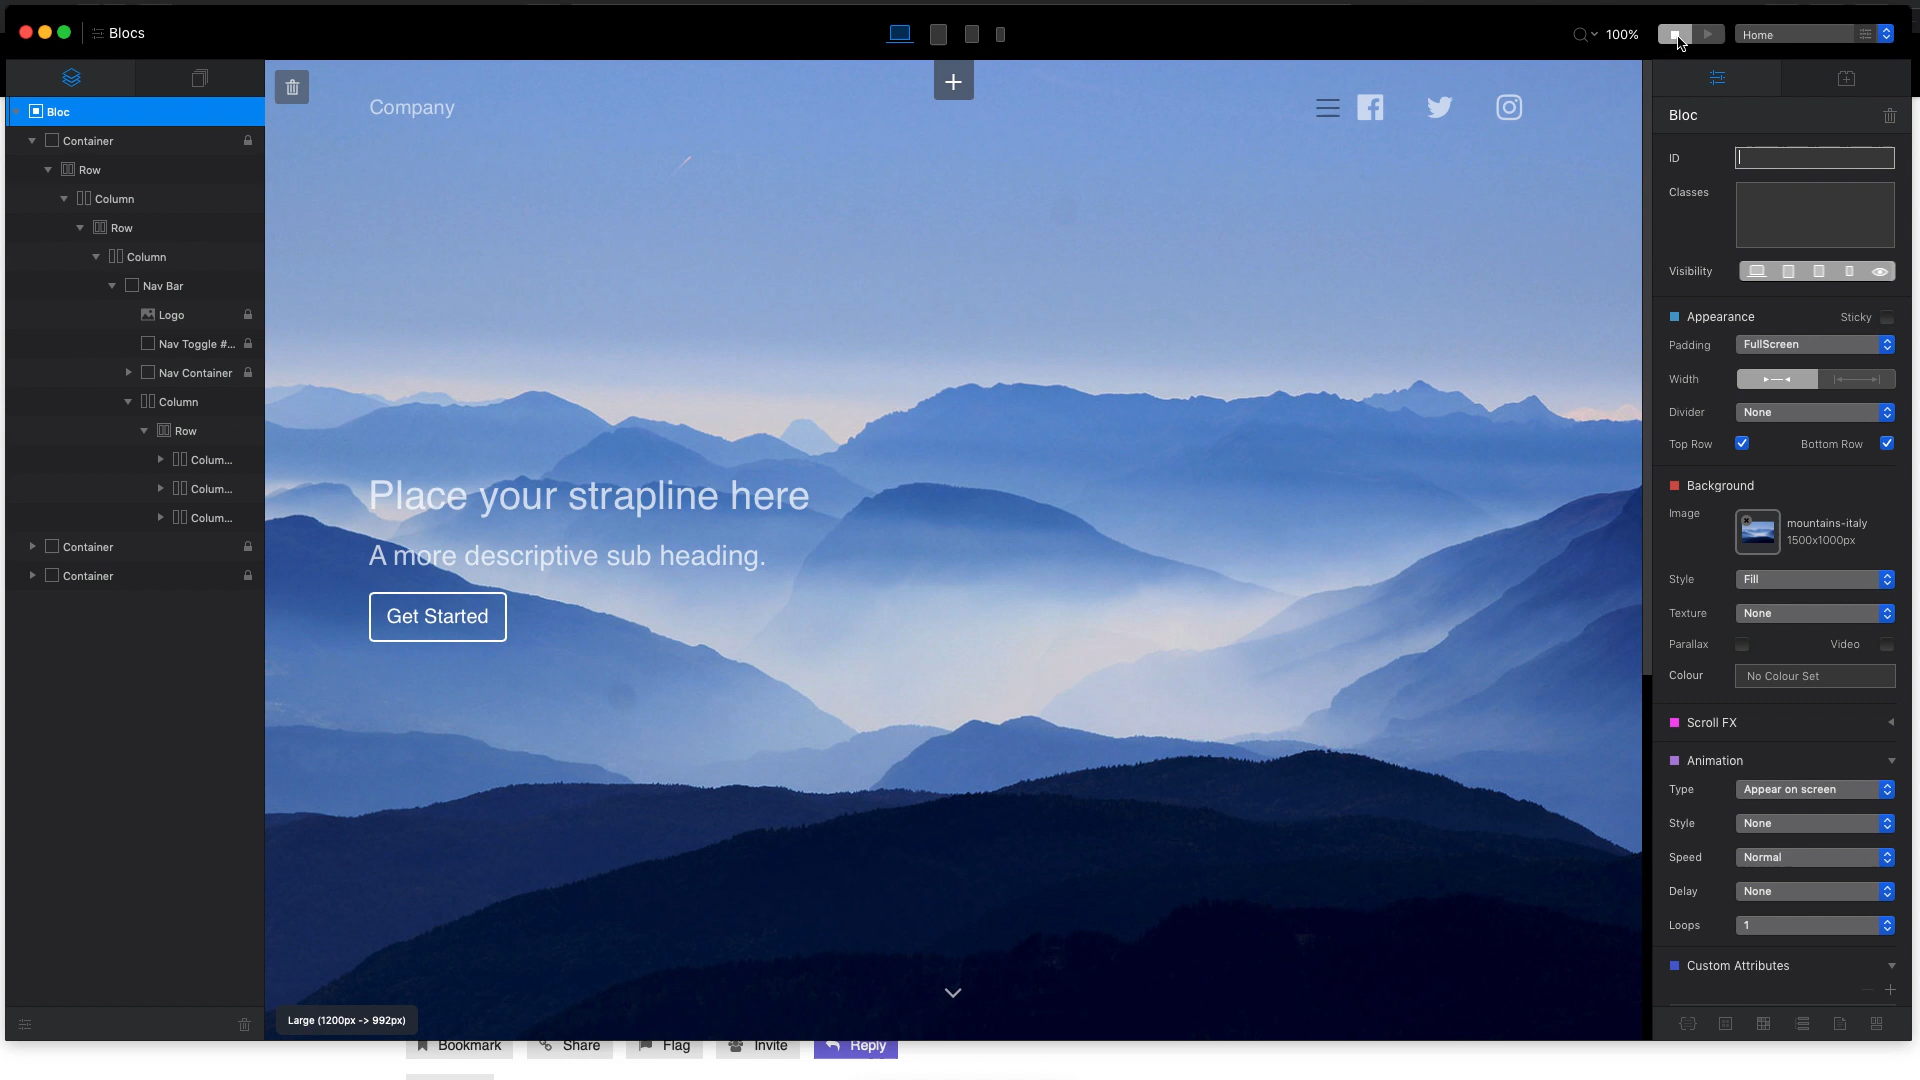 Blocs
100%
Home
Bloc
Container
Row
Column
Row
Column
Nav Bar
Logo
Nav Toggle #...
Nav Container
Column
Row
Colum...
Colum...
Colum...
Container
Container
Company
Place your strapline here
A more descriptive sub heading.
Get Started
Large (1200px -> 992px)
Bloc
ID
Classes
Visibility
Appearance Sticky
Padding FullScreen
Width
Divider None
Top Row Bottom Row
Background
Image mountains-italy
1500x1000px
Style Fill
Texture None
Parallax Video
Colour No Colour Set
Scroll FX
Animation
Type Appear on screen
Style None
Speed Normal
Delay None
Loops 1
Custom Attributes
Bookmark Share Flag Invite Reply